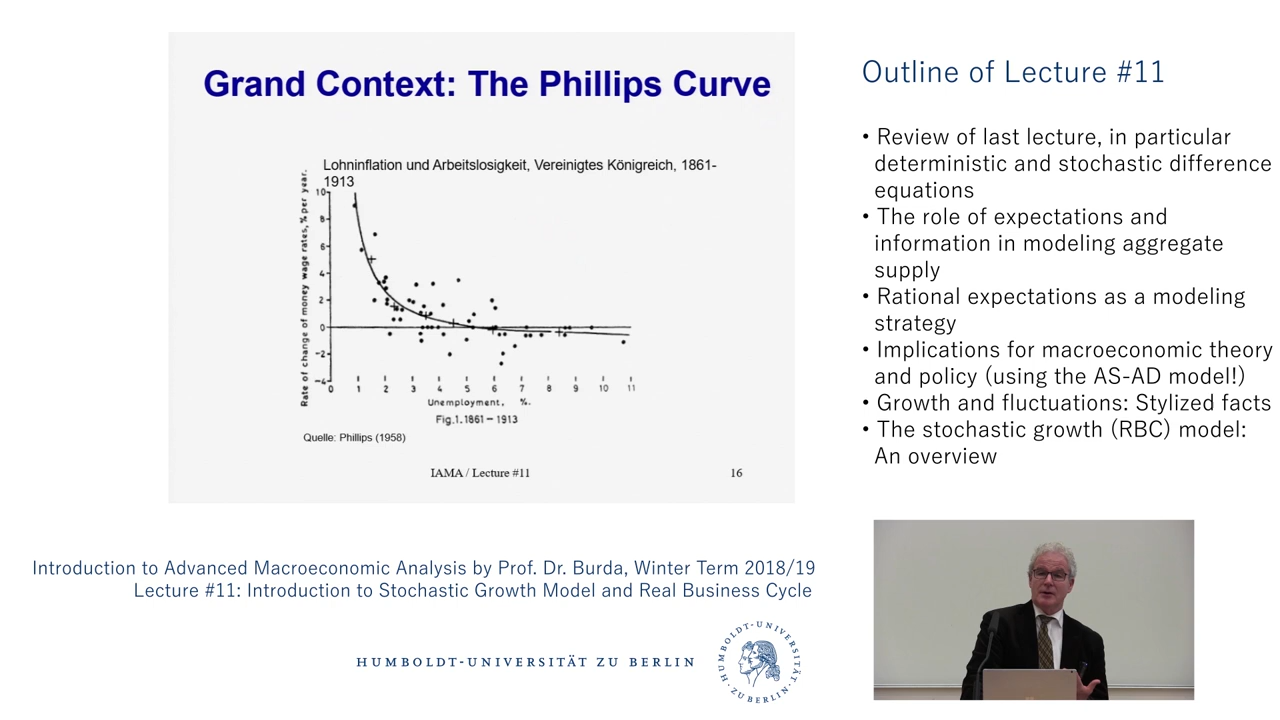 Grand Context: The Phillips Curve
Lohninflation und Arbeitslosigkeit, Vereinigtes Königreich, 1861-
1913
Rate of change of money wage rates, % per year.
10
8
6
4
2
0
-2
-4
0 1 2 3 4 5 6 7 8 9 10 11
Unemployment, %.
Fig.1. 1861 – 1913
Quelle: Phillips (1958)
IAMA / Lecture #11
16
Outline of Lecture #11
• Review of last lecture, in particular
deterministic and stochastic difference
equations
• The role of expectations and
information in modeling aggregate
supply
• Rational expectations as a modeling
strategy
• Implications for macroeconomic theory
and policy (using the AS-AD model!)
• Growth and fluctuations: Stylized facts
• The stochastic growth (RBC) model:
An overview
Introduction to Advanced Macroeconomic Analysis by Prof. Dr. Burda, Winter Term 2018/19
Lecture #11: Introduction to Stochastic Growth Model and Real Business Cycle
HUMBOLDT-UNIVERSITÄT ZU BERLIN
HUMBOLDT-UNIVERSITÄT · ZU BERLIN ·